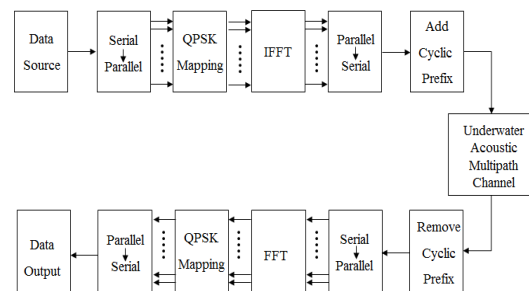 Data
Source
Serial
Parallel
QPSK
Mapping
IFFT
Parallel
Serial
Add
Cyclic
Prefix
Underwater
Acoustic
Multipath
Channel
Data
Output
Parallel
Serial
QPSK
Mapping
FFT
Serial
Parallel
Remove
Cyclic
Prefix